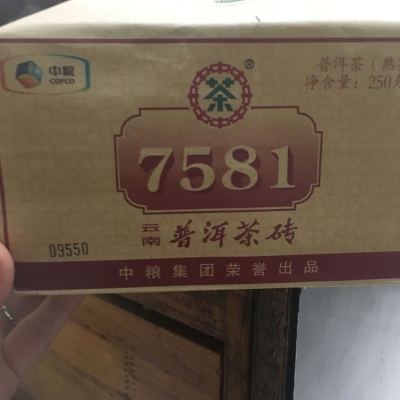 中粮
COFCO
茶
®
普洱茶(熟
净含量:250
7581
云南
普洱茶砖
09550
中粮集团荣誉出品